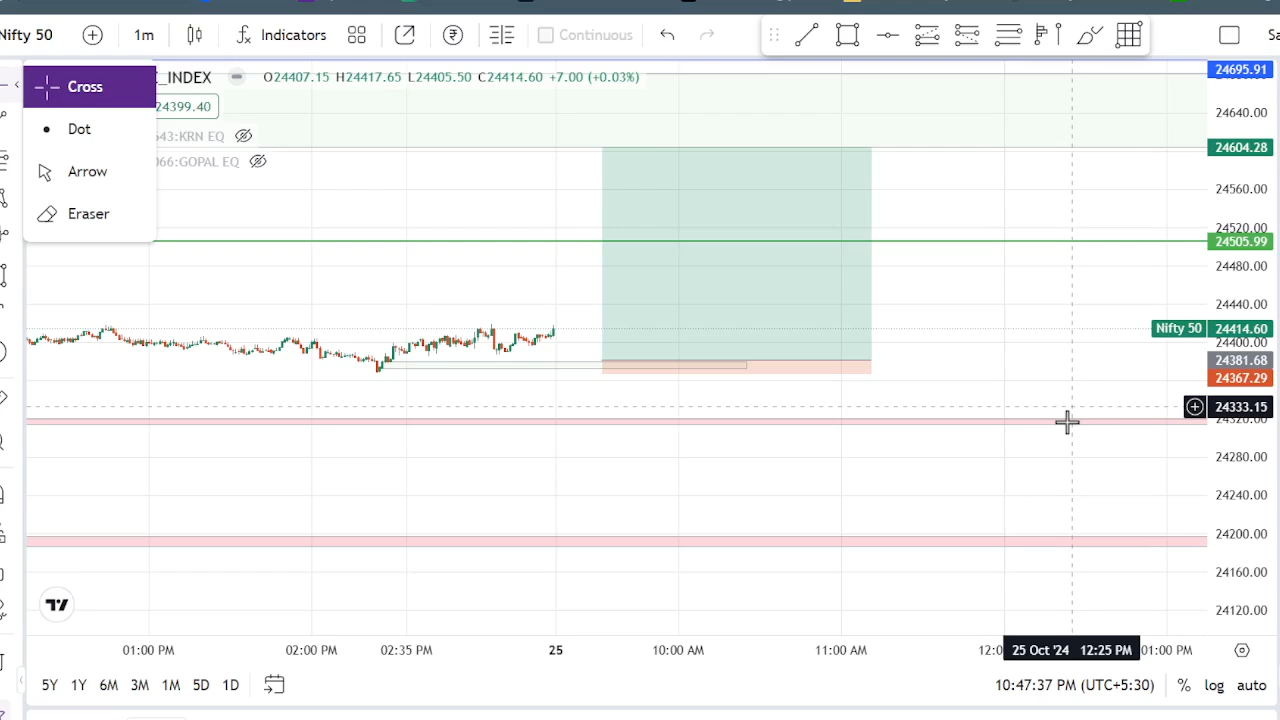 Nifty 50 1m Indicators Continuous Sa
Cross
Dot
Arrow
Eraser
_INDEX O24407.15 H24417.65 L24405.50 C24414.60 +7.00 (+0.03%)
24399.40
643:KRN EQ
066:GOPAL EQ
24695.91
24640.00
24604.28
24560.00
24520.00
24505.99
24480.00
24440.00
Nifty 50 24414.60
24400.00
24381.68
24367.29
24333.15
24320.00
24280.00
24240.00
24200.00
24160.00
24120.00
01:00 PM 02:00 PM 02:35 PM 25 10:00 AM 11:00 AM 12:0 25 Oct '24 12:25 PM 01:00 PM
5Y 1Y 6M 3M 1M 5D 1D 10:47:37 PM (UTC+5:30) % log auto